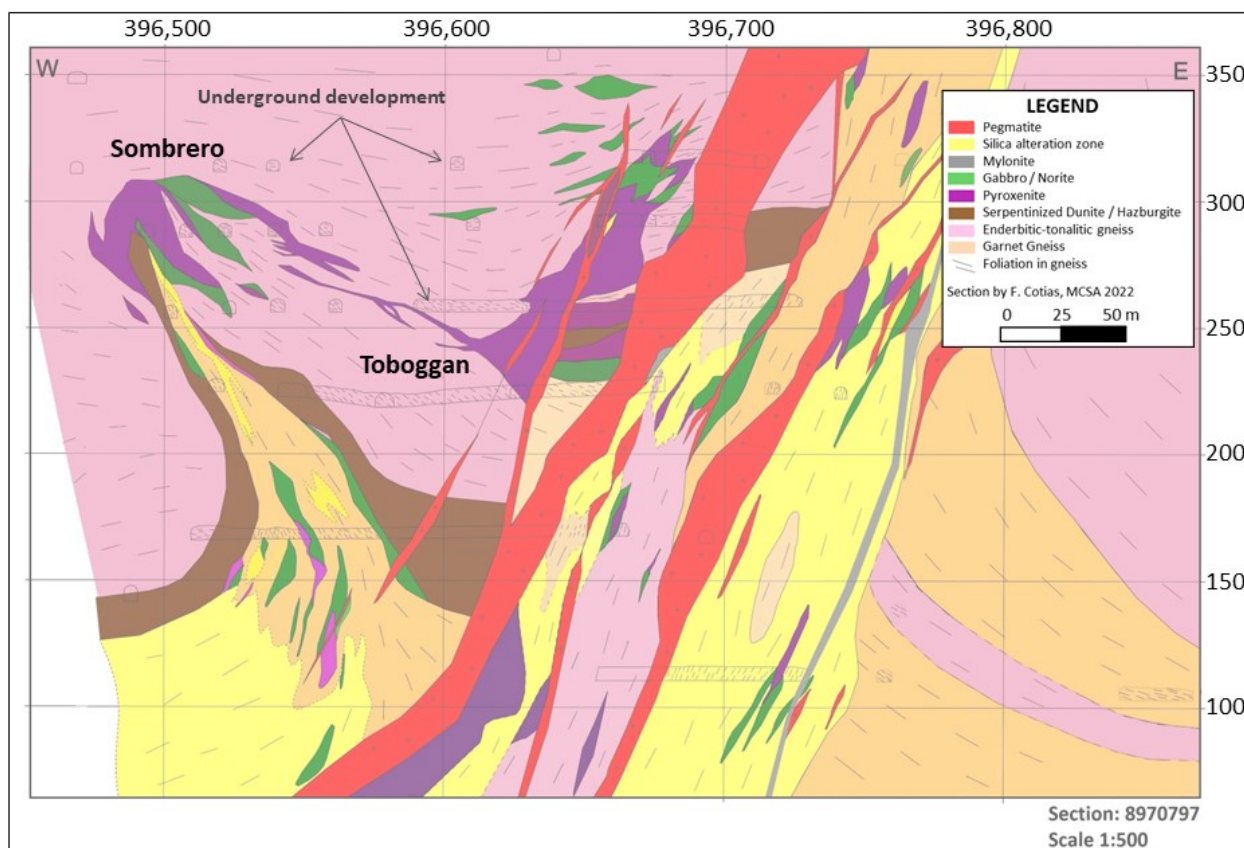 396,500 396,600 396,700 396,800
W
E
350
Underground development
Sombrero
LEGEND
Pegmatite
Silica alteration zone
Mylonite
Gabbro / Norite
Pyroxenite
Serpentinized Dunite / Hazburgite
Enderbitic-tonalitic gneiss
Garnet Gneiss
Foliation in gneiss
Section by F. Cotias, MCSA 2022
0 25 50 m
300
250
Toboggan
200
150
100
Section: 8970797
Scale 1:500